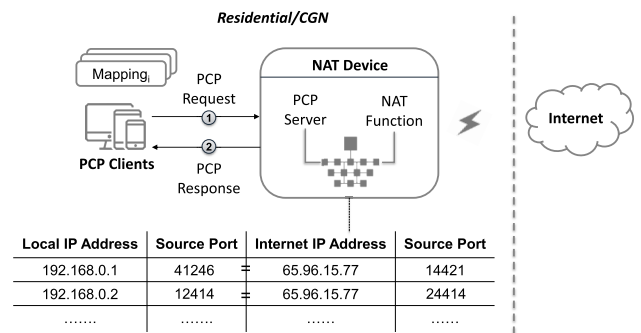 Residential/CGN
NAT Device
Mappingi
PCP
Request
1
PCP
Server
NAT
Function
Internet
PCP Clients
2
PCP
Response
Local IP Address Source Port Internet IP Address Source Port
192.168.0.1 41246 = 65.96.15.77 14421
192.168.0.2 12414 = 65.96.15.77 24414
....... ....... ...... ......